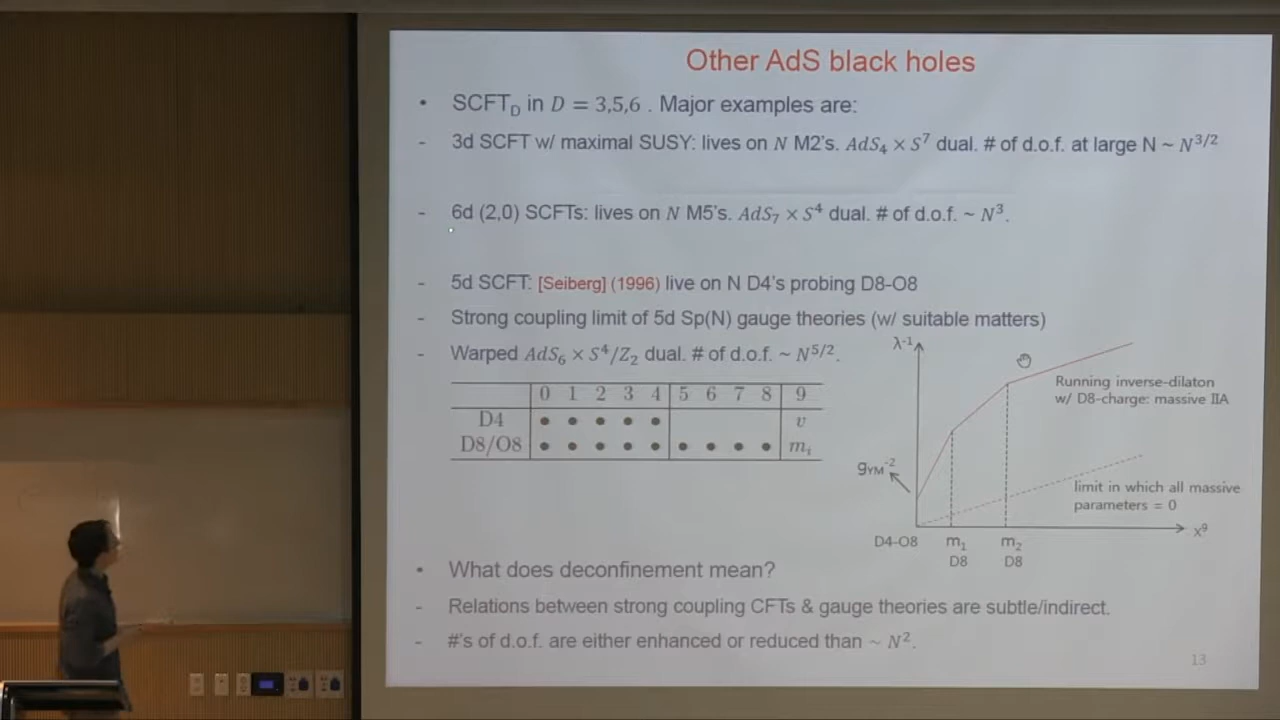 Other AdS black holes
• SCFT_D in D = 3,5,6 . Major examples are:
- 3d SCFT w/ maximal SUSY: lives on N M2's. AdS₄ × S⁷ dual. # of d.o.f. at large N ~ N^{3/2}
- 6d (2,0) SCFTs: lives on N M5's. AdS₇ × S⁴ dual. # of d.o.f. ~ N³.
- 5d SCFT: [Seiberg] (1996) live on N D4's probing D8-O8
- Strong coupling limit of 5d Sp(N) gauge theories (w/ suitable matters)
- Warped AdS₆ × S⁴/Z₂ dual. # of d.o.f. ~ N^{5/2}.
0 1 2 3 4 5 6 7 8 9
D4 • • • • • v
D8/O8 • • • • • • • • • m_i
λ⁻¹
Running inverse-dilaton
w/ D8-charge: massive IIA
g_YM⁻²
limit in which all massive
parameters = 0
x⁹
D4-O8 m₁ m₂
D8 D8
• What does deconfinement mean?
- Relations between strong coupling CFTs & gauge theories are subtle/indirect.
- #'s of d.o.f. are either enhanced or reduced than ~ N².
13